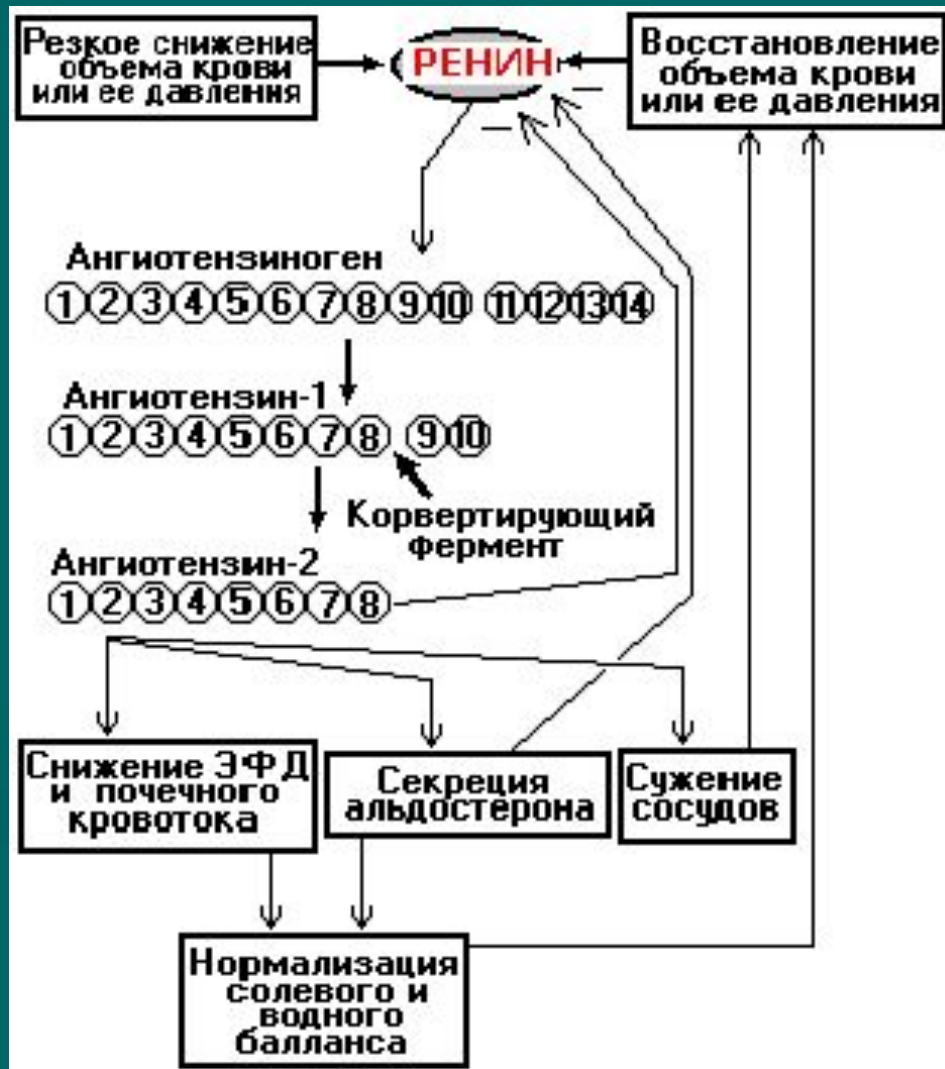 Резкое снижение
объема крови
или ее давления
РЕНИН
Восстановление
объема крови
или ее давления
— —
Ангиотензиноген
1 2 3 4 5 6 7 8 9 10 11 12 13 14
Ангиотензин-1
1 2 3 4 5 6 7 8 9 10
Корвертирующий
фермент
Ангиотензин-2
1 2 3 4 5 6 7 8
Снижение ЭФД
и почечного
кровотока
Секреция
альдостерона
Сужение
сосудов
Нормализация
солевого и
водного
балланса